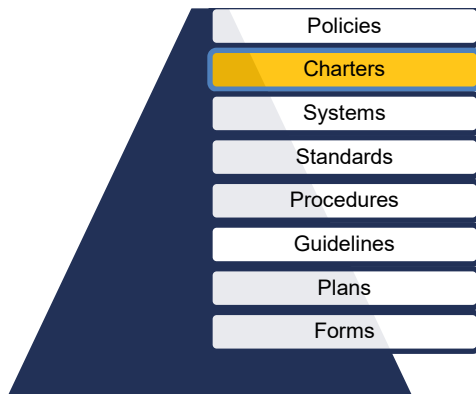 Policies
Charters
Systems
Standards
Procedures
Guidelines
Plans
Forms